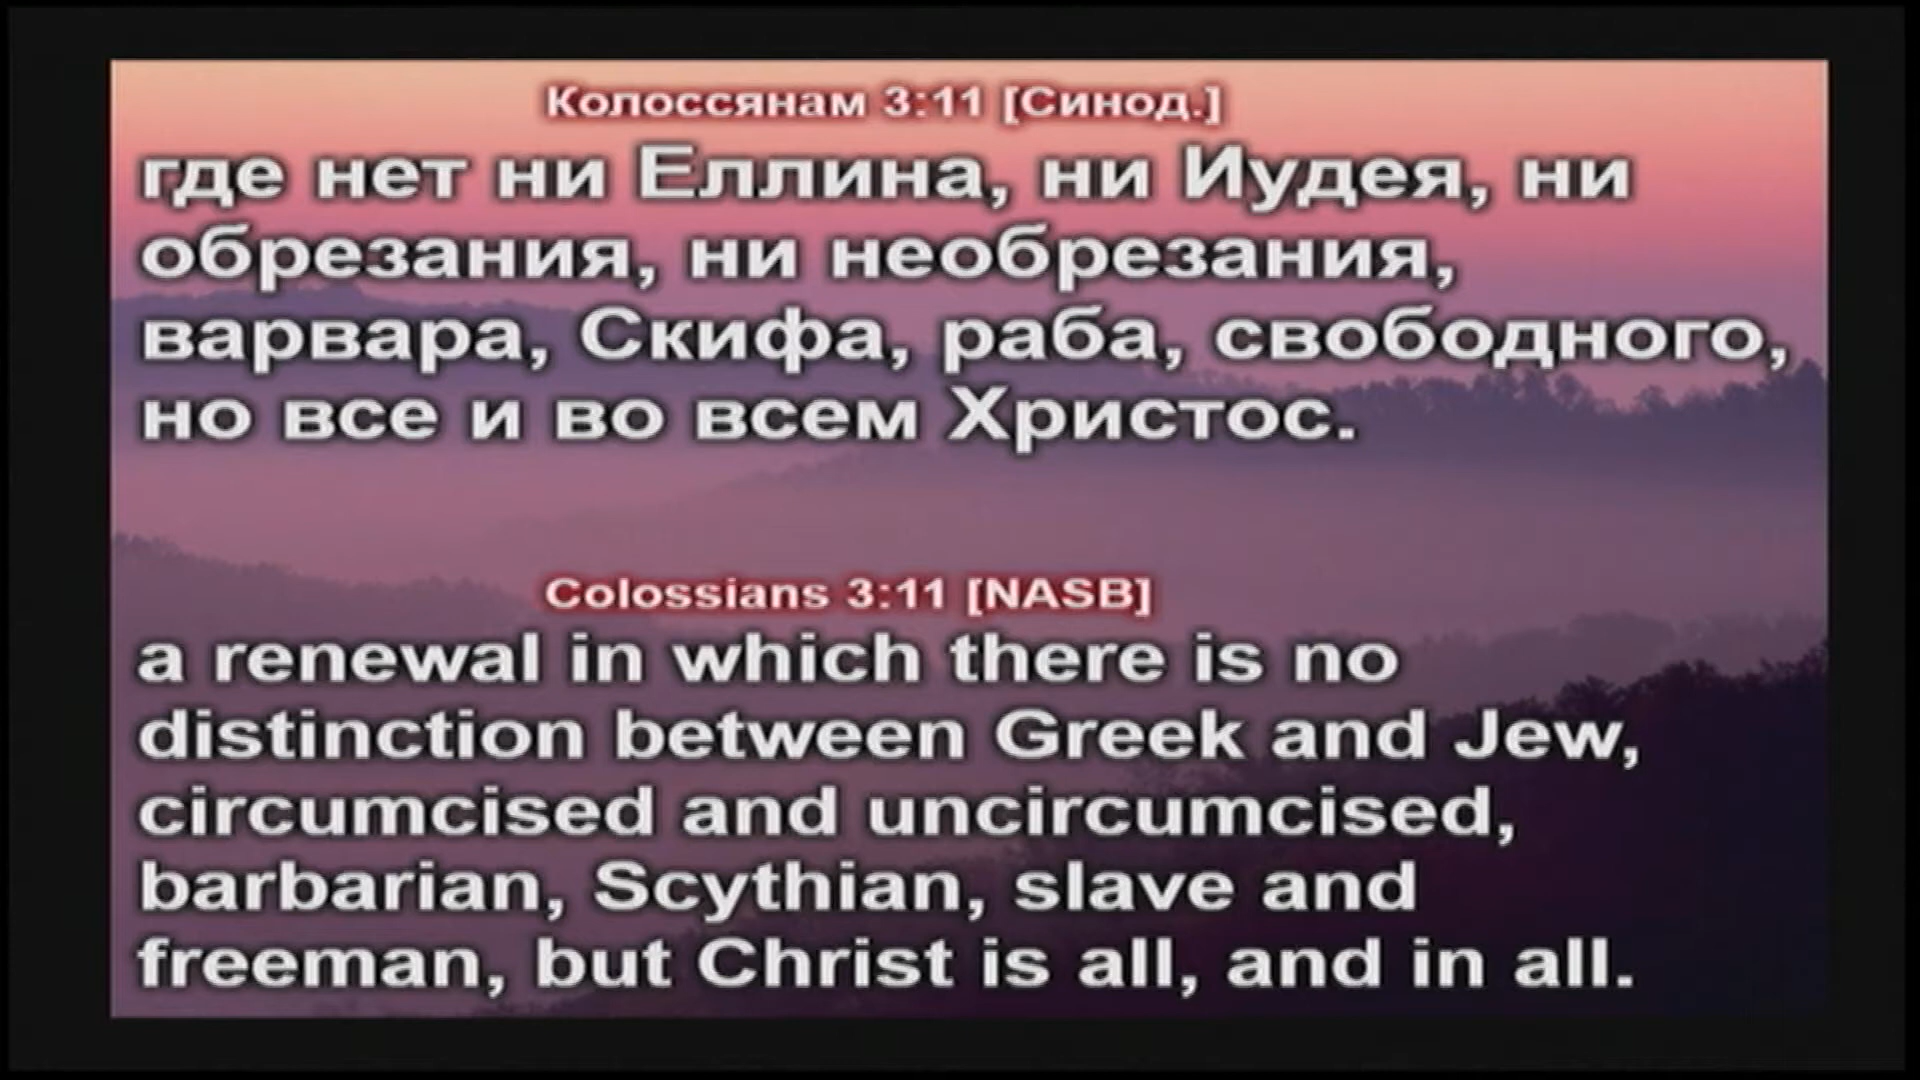 Колоссянам 3:11 [Синод.]
где нет ни Еллина, ни Иудея, ни
обрезания, ни необрезания,
варвара, Скифа, раба, свободного,
но все и во всем Христос.
Colossians 3:11 [NASB]
a renewal in which there is no
distinction between Greek and Jew,
circumcised and uncircumcised,
barbarian, Scythian, slave and
freeman, but Christ is all, and in all.